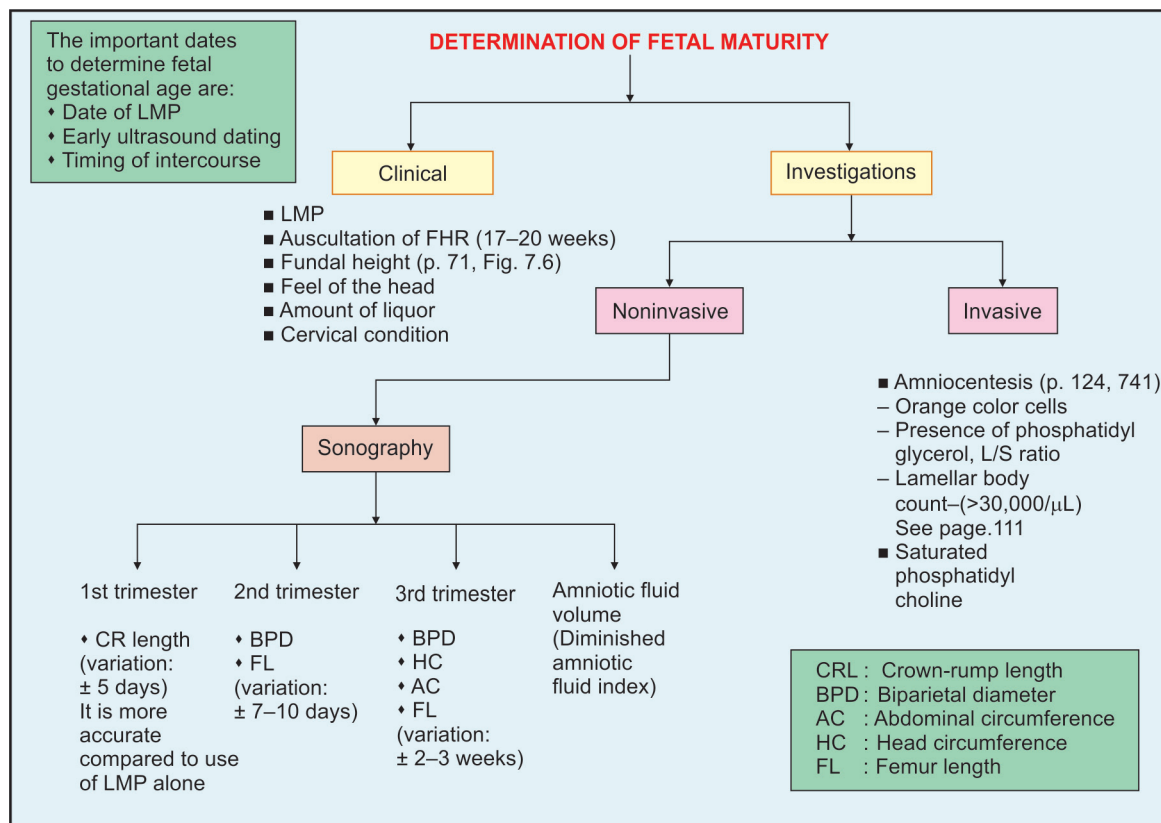 The important dates
to determine fetal
gestational age are:
♦ Date of LMP
♦ Early ultrasound dating
♦ Timing of intercourse
DETERMINATION OF FETAL MATURITY
Clinical
■ LMP
■ Auscultation of FHR (17–20 weeks)
■ Fundal height (p. 71, Fig. 7.6)
■ Feel of the head
■ Amount of liquor
■ Cervical condition
Investigations
Noninvasive
Invasive
■ Amniocentesis (p. 124, 741)
– Orange color cells
– Presence of phosphatidyl
glycerol, L/S ratio
– Lamellar body
count–(>30,000/μL)
See page.111
■ Saturated
phosphatidyl
choline
Sonography
1st trimester
♦ CR length
(variation:
± 5 days)
It is more
accurate
compared to use
of LMP alone
2nd trimester
♦ BPD
♦ FL
(variation:
± 7–10 days)
3rd trimester
♦ BPD
♦ HC
♦ AC
♦ FL
(variation:
± 2–3 weeks)
Amniotic fluid
volume
(Diminished
amniotic
fluid index)
CRL : Crown-rump length
BPD : Biparietal diameter
AC : Abdominal circumference
HC : Head circumference
FL : Femur length